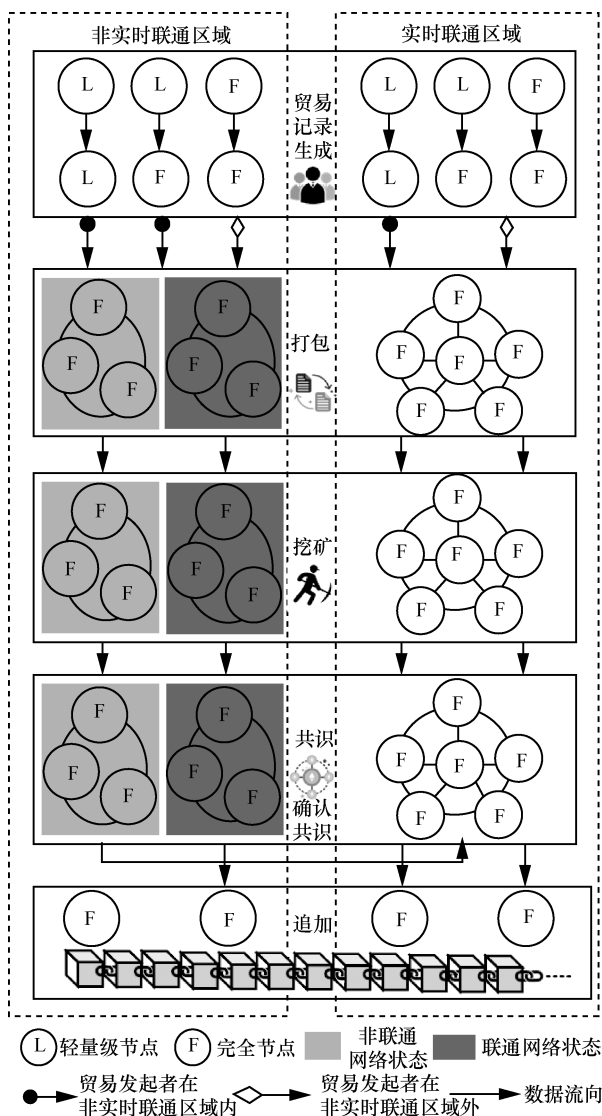 非实时联通区域
实时联通区域
L L F
L L F
贸易
记录
生成
L F F
L F F
F F
F
打包
F F F F
F F F
F F
F F
F F
F
挖矿
F F F F
F F F
F F
F F
F F
F
共识
F F F F
F F F
F F
确认
共识
F F
F F 追加 F F
L 轻量级节点
F 完全节点
非联通
网络状态
联通网络状态
贸易发起者在
非实时联通区域内
贸易发起者在
非实时联通区域外
数据流向